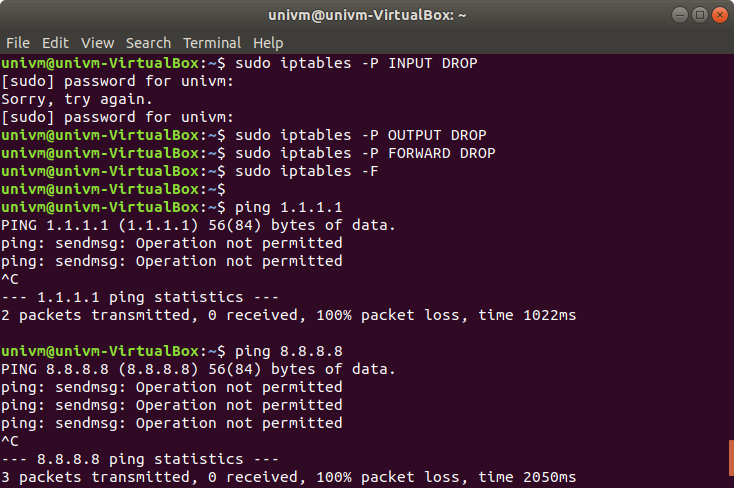 univm@univm-VirtualBox: ~
File Edit View Search Terminal Help
univm@univm-VirtualBox:~$ sudo iptables -P INPUT DROP
[sudo] password for univm:
Sorry, try again.
[sudo] password for univm:
univm@univm-VirtualBox:~$ sudo iptables -P OUTPUT DROP
univm@univm-VirtualBox:~$ sudo iptables -P FORWARD DROP
univm@univm-VirtualBox:~$ sudo iptables -F
univm@univm-VirtualBox:~$
univm@univm-VirtualBox:~$ ping 1.1.1.1
PING 1.1.1.1 (1.1.1.1) 56(84) bytes of data.
ping: sendmsg: Operation not permitted
ping: sendmsg: Operation not permitted
^C
--- 1.1.1.1 ping statistics ---
2 packets transmitted, 0 received, 100% packet loss, time 1022ms
univm@univm-VirtualBox:~$ ping 8.8.8.8
PING 8.8.8.8 (8.8.8.8) 56(84) bytes of data.
ping: sendmsg: Operation not permitted
ping: sendmsg: Operation not permitted
ping: sendmsg: Operation not permitted
^C
--- 8.8.8.8 ping statistics ---
3 packets transmitted, 0 received, 100% packet loss, time 2050ms